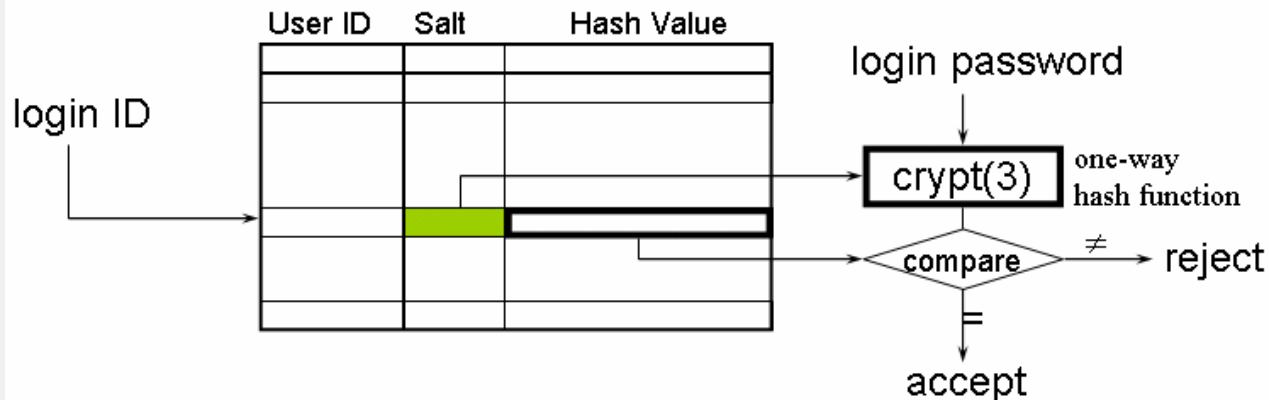 User ID Salt Hash Value
login password
login ID
crypt(3)
one-way
hash function
compare
≠
reject
=
accept